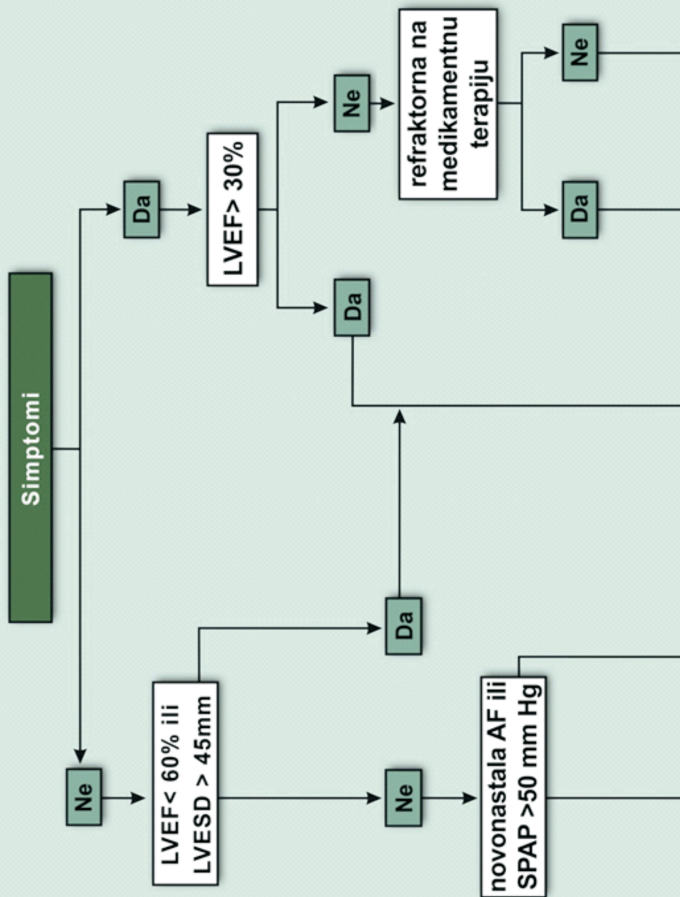 Simptomi
Ne
LVEF< 60% ili
LVESD > 45mm
Da
Ne
novonastala AF ili
SPAP >50 mm Hg
Da
LVEF> 30%
Da
Ne
refraktorna na
medikamentnu
terapiju
Da
Ne